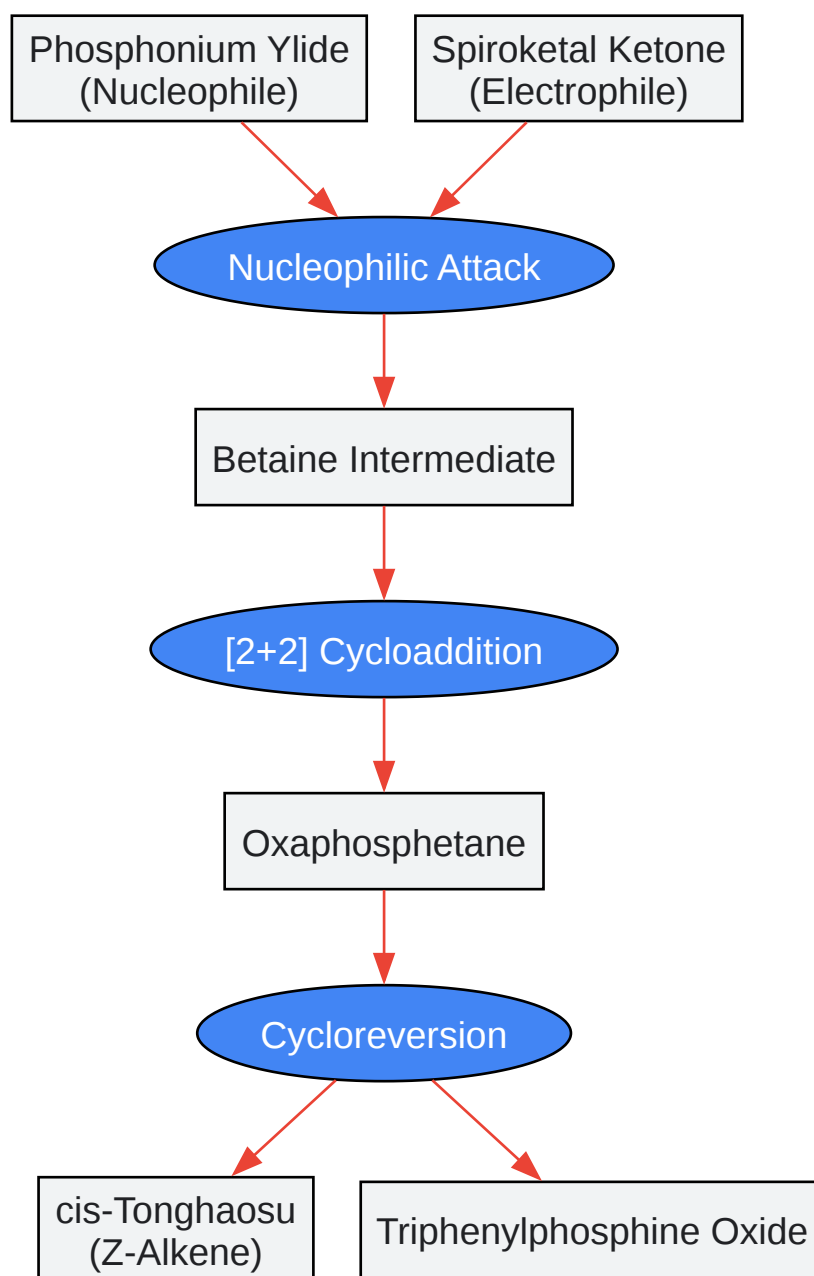 Phosphonium Ylide
(Nucleophile)
Spiroketal Ketone
(Electrophile)
Nucleophilic Attack
Betaine Intermediate
[2+2] Cycloaddition
Oxaphosphetane
Cycloreversion
cis-Tonghaosu
(Z-Alkene)
Triphenylphosphine Oxide